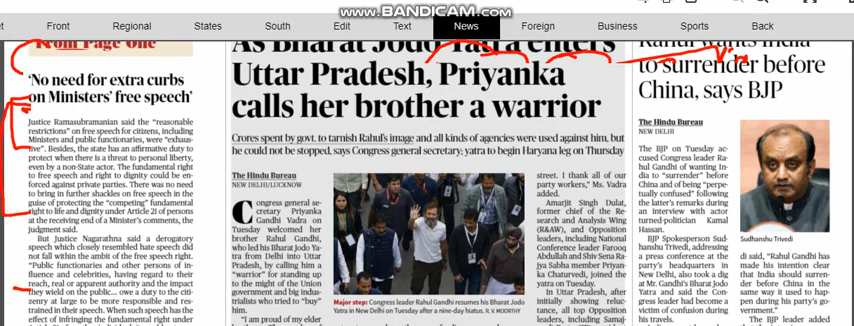 www.BANDICAM.com
Front Regional States South Edit Text News Foreign Business Sports Back
From Page One
'No need for extra curbs
on Ministers' free speech'
Justice Ramasubramanian said the "reasonable
restrictions" on free speech for citizens, including
Ministers and public functionaries, were "exhaus-
tive". Besides, the state has an affirmative duty to
protect when there is a threat to personal liberty,
even by a non-State actor. The fundamental right
to free speech and right to dignity could be en-
forced against private parties. There was no need
to bring in further shackles on free speech in the
guise of protecting the "competing" fundamental
right to life and dignity under Article 21 of persons
at the receiving end of a Minister's comments, the
judgment said.
But Justice Nagarathna said a derogatory
speech which closely resembled hate speech did
not fall within the ambit of the free speech right.
"Public functionaries and other persons of in-
fluence and celebrities, having regard to their
reach, real or apparent authority and the impact
they wield on the public... owe a duty to the citi-
zenry at large to be more responsible and res-
trained in their speech. When such speech has the
effect of infringing the fundamental right under
As Bharat Jodo Yatra enters
Uttar Pradesh, Priyanka
calls her brother a warrior
Crores spent by govt. to tarnish Rahul's image and all kinds of agencies were used against him, but
he could not be stopped, says Congress general secretary; yatra to begin Haryana leg on Thursday
The Hindu Bureau
NEW DELHI/LUCKNOW
Congress general se-
cretary Priyanka
Gandhi Vadra on
Tuesday welcomed her
brother Rahul Gandhi,
who led his Bharat Jodo Ya-
tra from Delhi into Uttar
Pradesh, by calling him a
"warrior" for standing up
to the might of the Union
government and big indus-
trialists who tried to "buy"
him.
"I am proud of my elder
Major step: Congress leader Rahul Gandhi resumes his Bharat Jodo
Yatra in New Delhi on Tuesday after a nine-day hiatus. R. V. MOORTHY
street. I thank all of our
party workers," Ms. Vadra
added.
Amarjit Singh Dulat,
former chief of the Re-
search and Analysis Wing
(R&AW), and Opposition
leaders, including National
Conference leader Farooq
Abdullah and Shiv Sena Ra-
jya Sabha member Priyan-
ka Chaturvedi, joined the
yatra on Tuesday.
In Uttar Pradesh, after
initially showing reluc-
tance, all top Opposition
leaders, including Samaj-
Rahul wants India
to surrender before
China, says BJP
The Hindu Bureau
NEW DELHI
The BJP on Tuesday ac-
cused Congress leader Ra-
hul Gandhi of wanting In-
dia to "surrender" before
China and of being "perpe-
tually confused" following
the latter's remarks during
an interview with actor
turned-politician Kamal
Hassan.
BJP Spokesperson Sud-
hanshu Trivedi, addressing
a press conference at the
party's headquarters in
New Delhi, also took a dig
at Mr. Gandhi's Bharat Jodo
Yatra and said the Con-
gress leader had become a
victim of confusion during
Sudhanshu Trivedi
di said, "Rahul Gandhi has
made his intention clear
that India should surren-
der before China in the
same way it used to hap-
pen during his party's go-
vernment."
The BJP leader added